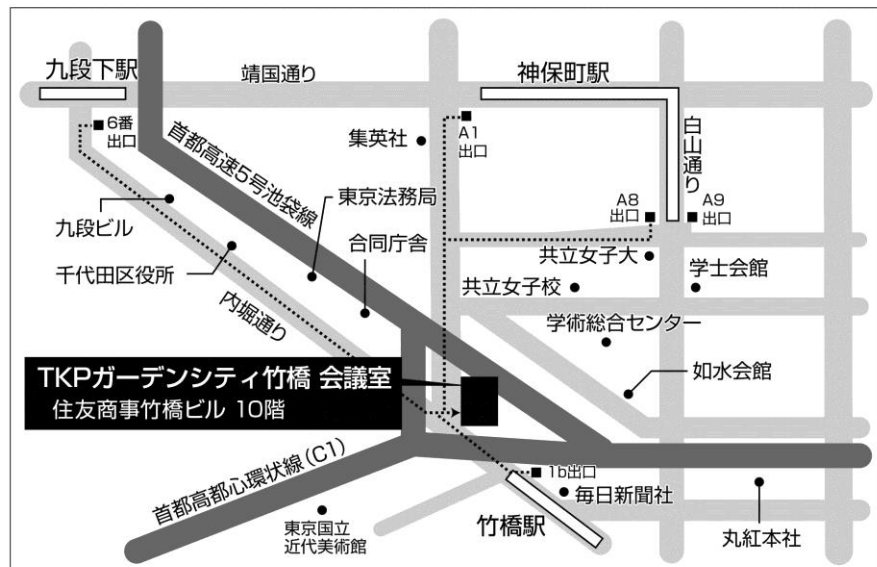 九段下駅
靖国通り
神保町駅
6番
出口
首都高速5号池袋線
集英社
A1
出口
白山通り
東京法務局
A8
出口
A9
出口
九段ビル
合同庁舎
共立女子大
千代田区役所
共立女子校
学士会館
内堀通り
学術総合センター
TKPガーデンシティ竹橋 会議室
住友商事竹橋ビル 10階
如水会館
首都高都心環状線(C1)
1b出口
毎日新聞社
竹橋駅
東京国立
近代美術館
丸紅本社